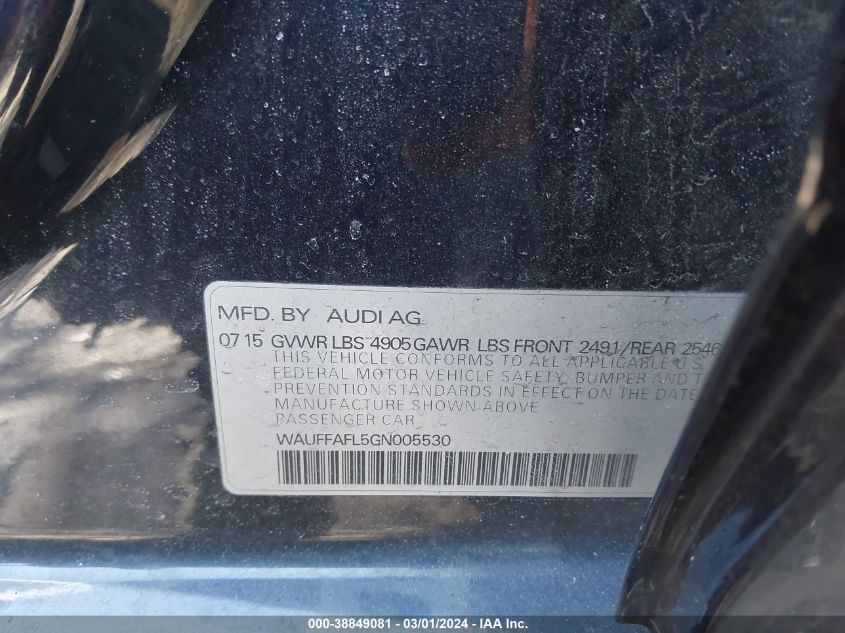 MFD. BY AUDI AG
07 15 GVWR LBS 4905 GAWR LBS FRONT 2491/REAR 2546
THIS VEHICLE CONFORMS TO ALL APPLICABLE U.S.
FEDERAL MOTOR VEHICLE SAFETY, BUMPER AND
PREVENTION STANDARDS IN EFFECT ON THE DATE
MANUFACTURE SHOWN ABOVE
PASSENGER CAR
WAUFFAFL5GN005530
000-38849081 - 03/01/2024 - IAAI.com